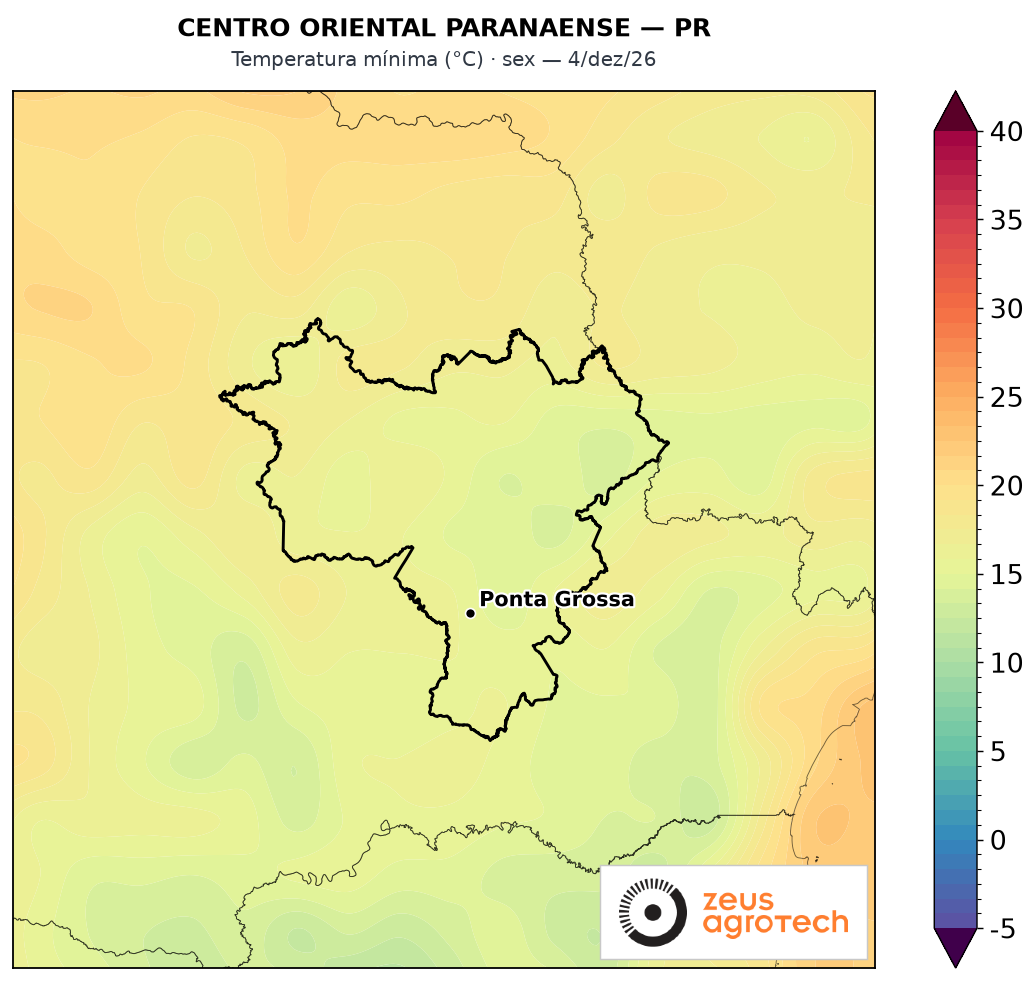 CENTRO ORIENTAL PARANAENSE — PR
Temperatura mínima (°C) · sex — 4/dez/26
40
35
30
25
20
15
10
5
0
-5
Ponta Grossa
zeus
agrotech